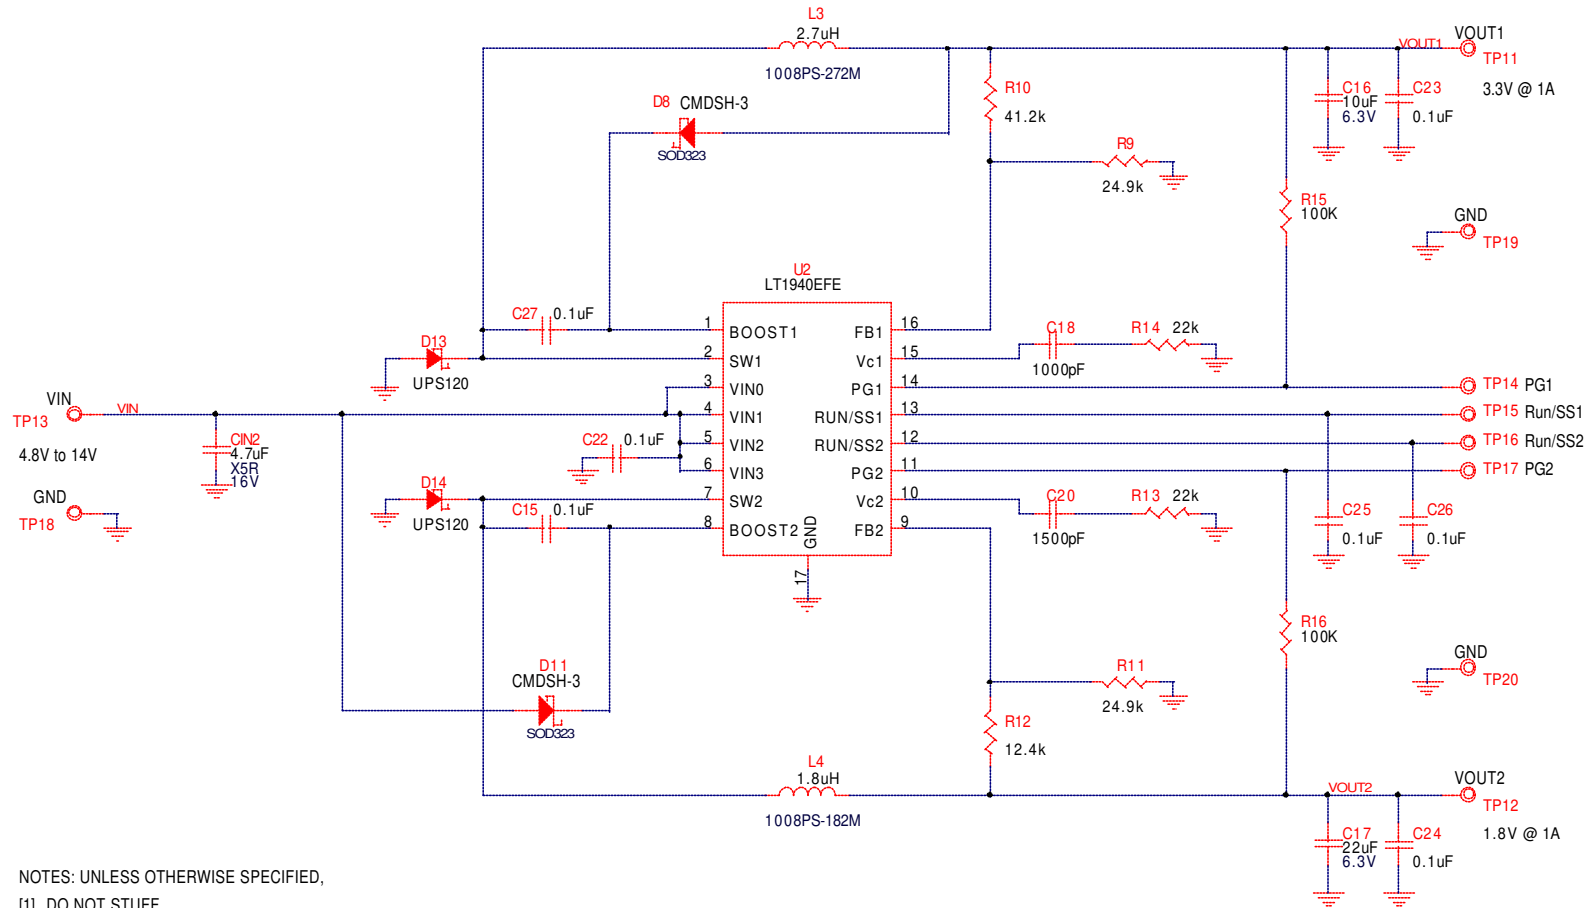 L3
2.7uH
1008PS-272M
VOUT1
VOUT1
TP11
3.3V @ 1A
D8 CMDSH-3
SOD323
R10
41.2k
C16
10uF
6.3V
C23
0.1uF
R9
24.9k
R15
100K
GND
TP19
U2
LT1940EFE
C27 0.1uF
1 BOOST1
FB1 16
D13
UPS120
2 SW1
Vc1 15
C18
1000pF
R14 22k
3 VIN0
PG1 14
TP14 PG1
VIN
VIN
TP13
4.8V to 14V
4 VIN1
RUN/SS1 13
TP15 Run/SS1
CIN2
4.7uF
X5R
16V
C22 0.1uF
5 VIN2
RUN/SS2 12
TP16 Run/SS2
6 VIN3
PG2 11
TP17 PG2
GND
TP18
D14
UPS120
7 SW2
Vc2 10
C20
1500pF
R13 22k
C15 0.1uF
8 BOOST2
GND
FB2 9
17
C25
0.1uF
C26
0.1uF
R16
100K
D11
CMDSH-3
SOD323
R11
24.9k
R12
12.4k
GND
TP20
L4
1.8uH
1008PS-182M
VOUT2
VOUT2
TP12
1.8V @ 1A
C17
22uF
6.3V
C24
0.1uF
NOTES: UNLESS OTHERWISE SPECIFIED,
[1] DO NOT STUFF